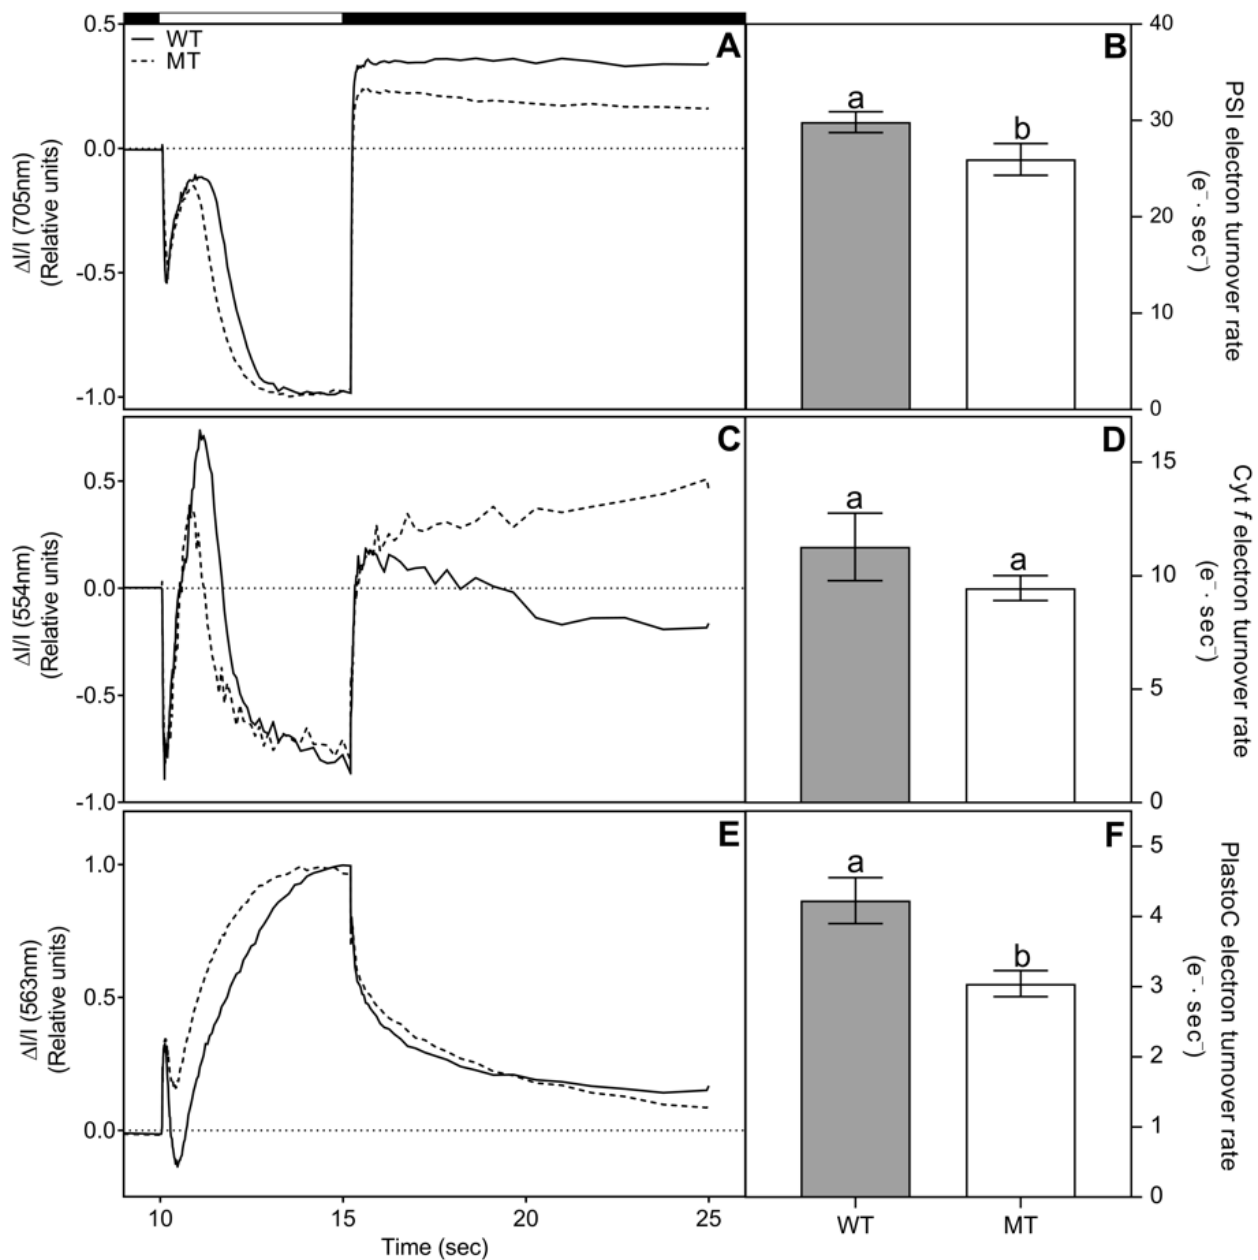 WT
MT
A
0.5
0.0
-0.5
-1.0
ΔI/I (705nm)
(Relative units)
B
a
b
40
30
20
10
0
PSI electron turnover rate
(e⁻ · sec⁻)
C
0.5
0.0
-0.5
-1.0
ΔI/I (554nm)
(Relative units)
D
a
a
15
10
5
0
Cyt f electron turnover rate
(e⁻ · sec⁻)
E
1.0
0.5
0.0
ΔI/I (563nm)
(Relative units)
10 15 20 25
Time (sec)
F
a
b
5
4
3
2
1
0
PlastoC electron turnover rate
(e⁻ · sec⁻)
WT MT